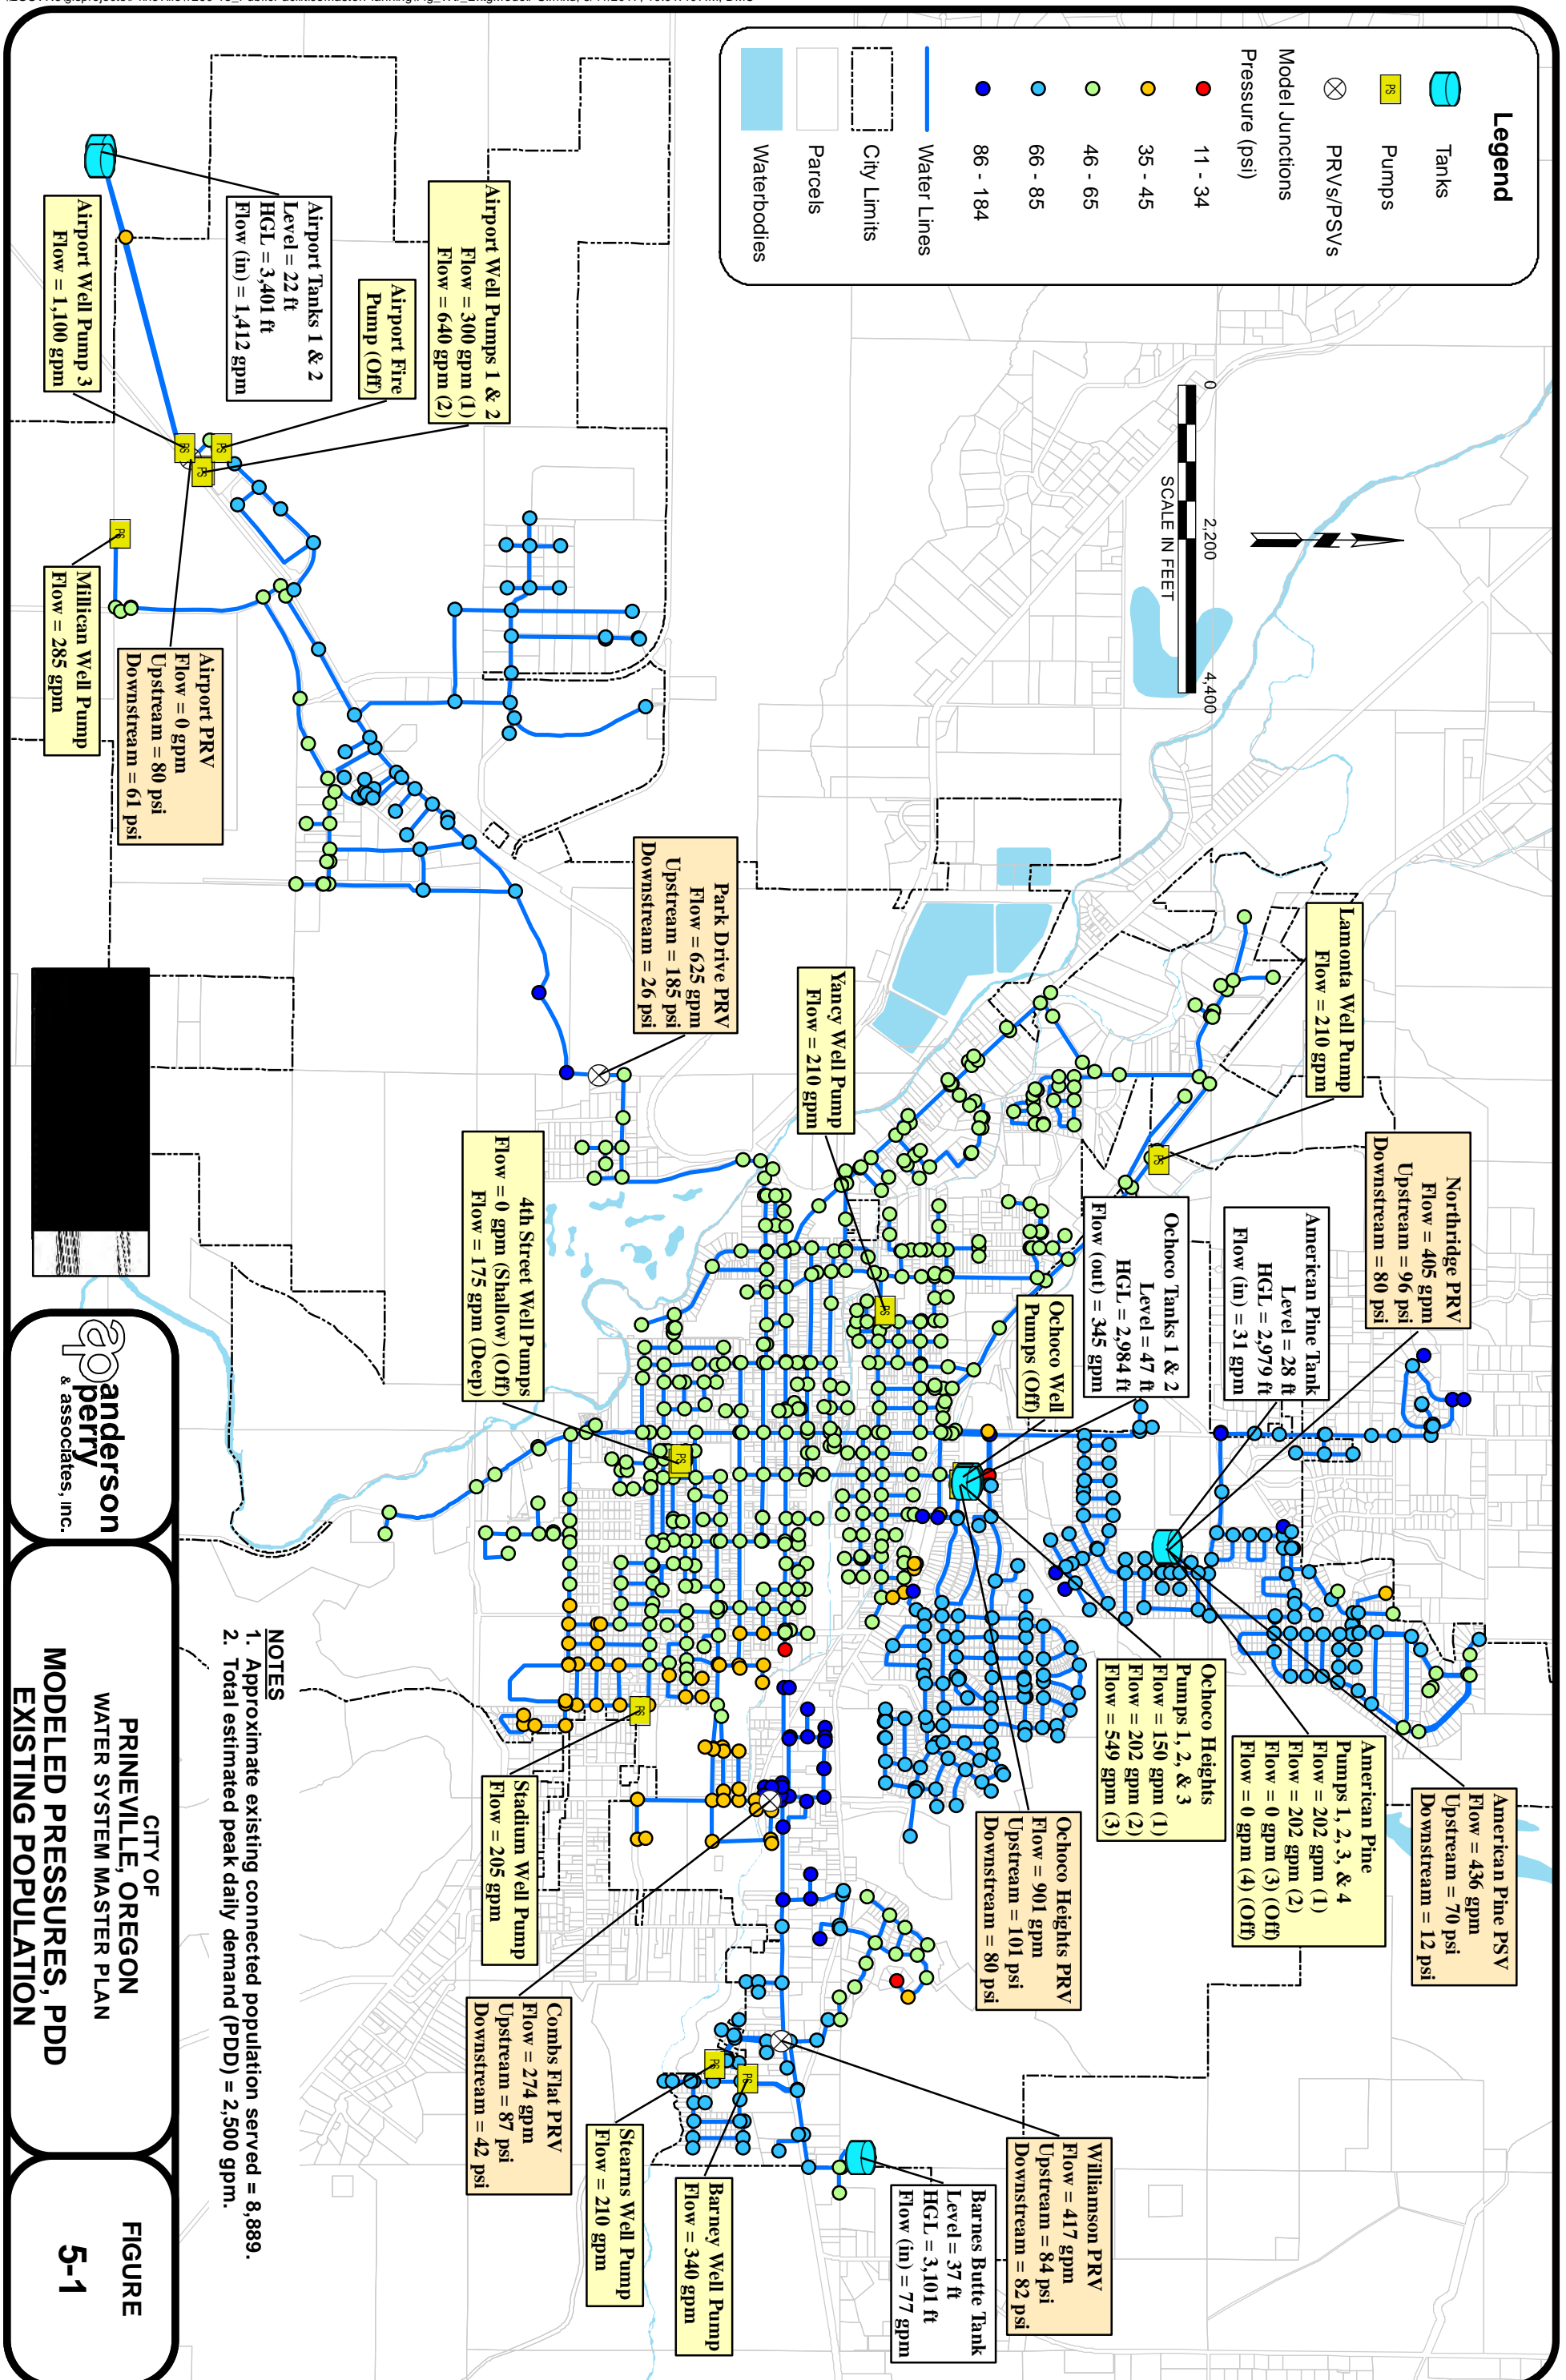 Legend
Tanks
PS
Pumps
PRVs/PSVs
Model Junctions
Pressure (psi)
11 - 34
35 - 45
46 - 65
66 - 85
86 - 184
Water Lines
City Limits
Parcels
Waterbodies
0
2,200
4,400
SCALE IN FEET
Lamonta Well Pump
Flow = 210 gpm
Northridge PRV
Flow = 405 gpm
Upstream = 96 psi
Downstream = 80 psi
American Pine Tank
Level = 28 ft
HGL = 2,979 ft
Flow (in) = 31 gpm
Ochoco Tanks 1 & 2
Level = 47 ft
HGL = 2,984 ft
Flow (out) = 345 gpm
Ochoco Well
Pumps (Off)
American Pine PSV
Flow = 436 gpm
Upstream = 70 psi
Downstream = 12 psi
American Pine
Pumps 1, 2, 3, & 4
Flow = 202 gpm (1)
Flow = 202 gpm (2)
Flow = 0 gpm (3) (Off)
Flow = 0 gpm (4) (Off)
Ochoco Heights
Pumps 1, 2, & 3
Flow = 150 gpm (1)
Flow = 202 gpm (2)
Flow = 549 gpm (3)
Ochoco Heights PRV
Flow = 901 gpm
Upstream = 101 psi
Downstream = 80 psi
Williamson PRV
Flow = 417 gpm
Upstream = 84 psi
Downstream = 82 psi
Barnes Butte Tank
Level = 37 ft
HGL = 3,101 ft
Flow (in) = 77 gpm
Yancy Well Pump
Flow = 210 gpm
Park Drive PRV
Flow = 625 gpm
Upstream = 185 psi
Downstream = 26 psi
4th Street Well Pumps
Flow = 0 gpm (Shallow) (Off)
Flow = 175 gpm (Deep)
Stadium Well Pump
Flow = 205 gpm
Combs Flat PRV
Flow = 274 gpm
Upstream = 87 psi
Downstream = 42 psi
Barney Well Pump
Flow = 340 gpm
Stearns Well Pump
Flow = 210 gpm
Airport Well Pumps 1 & 2
Flow = 300 gpm (1)
Flow = 640 gpm (2)
Airport Fire
Pump (Off)
Airport Tanks 1 & 2
Level = 22 ft
HGL = 3,401 ft
Flow (in) = 1,412 gpm
Airport Well Pump 3
Flow = 1,100 gpm
Airport PRV
Flow = 0 gpm
Upstream = 80 psi
Downstream = 61 psi
Millican Well Pump
Flow = 285 gpm
PS
PS
PS
PS
PS
PS
PS
PS
PS
PS
NOTES
1. Approximate existing connected population served = 8,889.
2. Total estimated peak daily demand (PDD) = 2,500 gpm.
ap anderson
perry
& associates, inc.
CITY OF
PRINEVILLE, OREGON
WATER SYSTEM MASTER PLAN
MODELED PRESSURES, PDD
EXISTING POPULATION
FIGURE
5-1